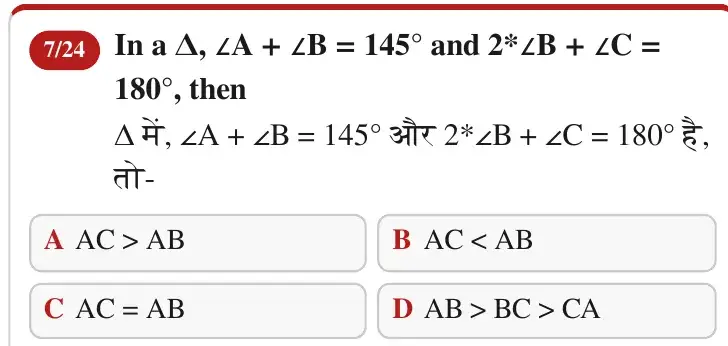 7/24 In a Δ, ∠A + ∠B = 145° and 2*∠B + ∠C =
180°, then
Δ में, ∠A + ∠B = 145° और 2*∠B + ∠C = 180° है,
तो-
A AC > AB
B AC < AB
C AC = AB
D AB > BC > CA